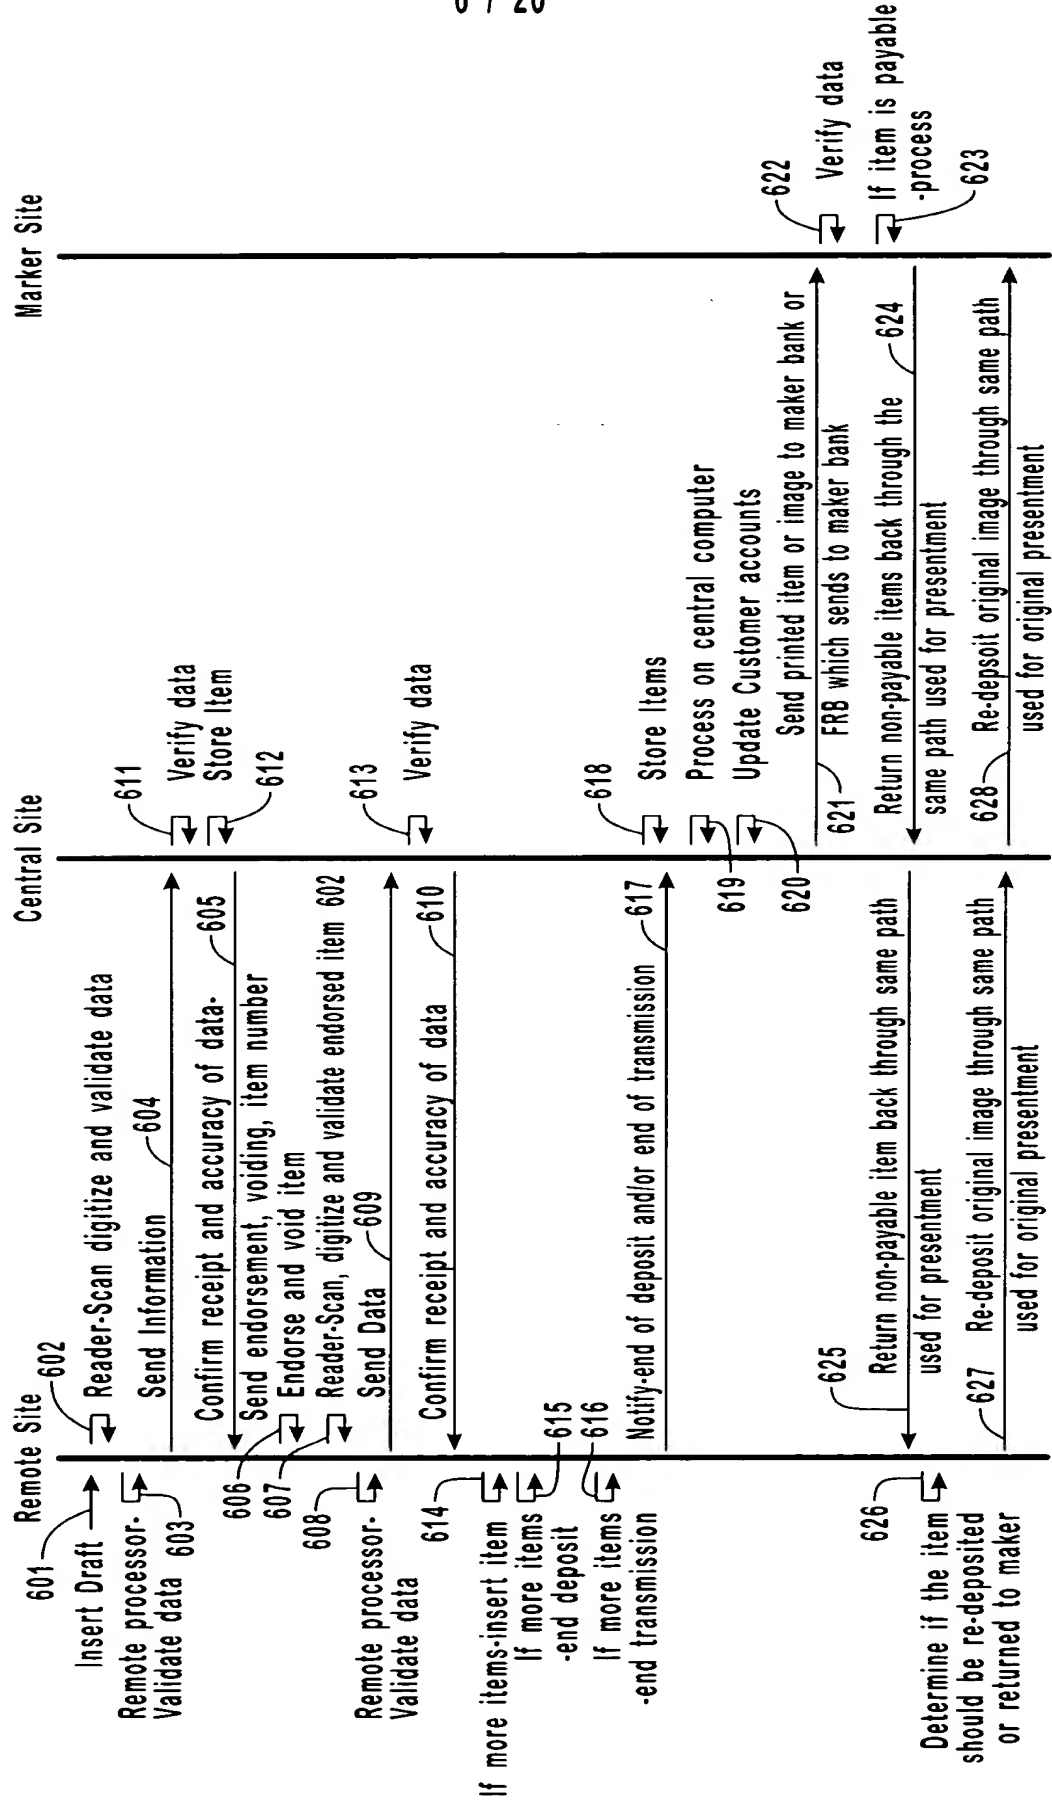 6 / 20
Remote Site
Central Site
Marker Site
601
Insert Draft
602
Reader-Scan digitize and validate data
Remote processor-
Validate data
603
Send Information
604
611
Verify data
Store Item
612
Confirm receipt and accuracy of data-
605
Send endorsement, voiding, item number
606
Endorse and void item
607
Reader-Scan, digitize and validate endorsed item 602
608
Remote processor-
Validate data
Send Data
609
613
Verify data
Confirm receipt and accuracy of data
610
614
If more items-insert item
If more items
-end deposit
615
616
If more items
-end transmission
Notify-end of deposit and/or end of transmission
617
618
Store Items
Process on central computer
619
Update Customer accounts
620
Send printed item or image to maker bank or
621
FRB which sends to maker bank
622
Verify data
If item is payable
-process
623
Return non-payable items back through the
624
same path used for presentment
625
Return non-payable item back through same path
used for presentment
626
Determine if the item
should be re-deposited
or returned to maker
627
Re-deposit original image through same path
used for original presentment
628
Re-depsoit original image through same path
used for original presentment